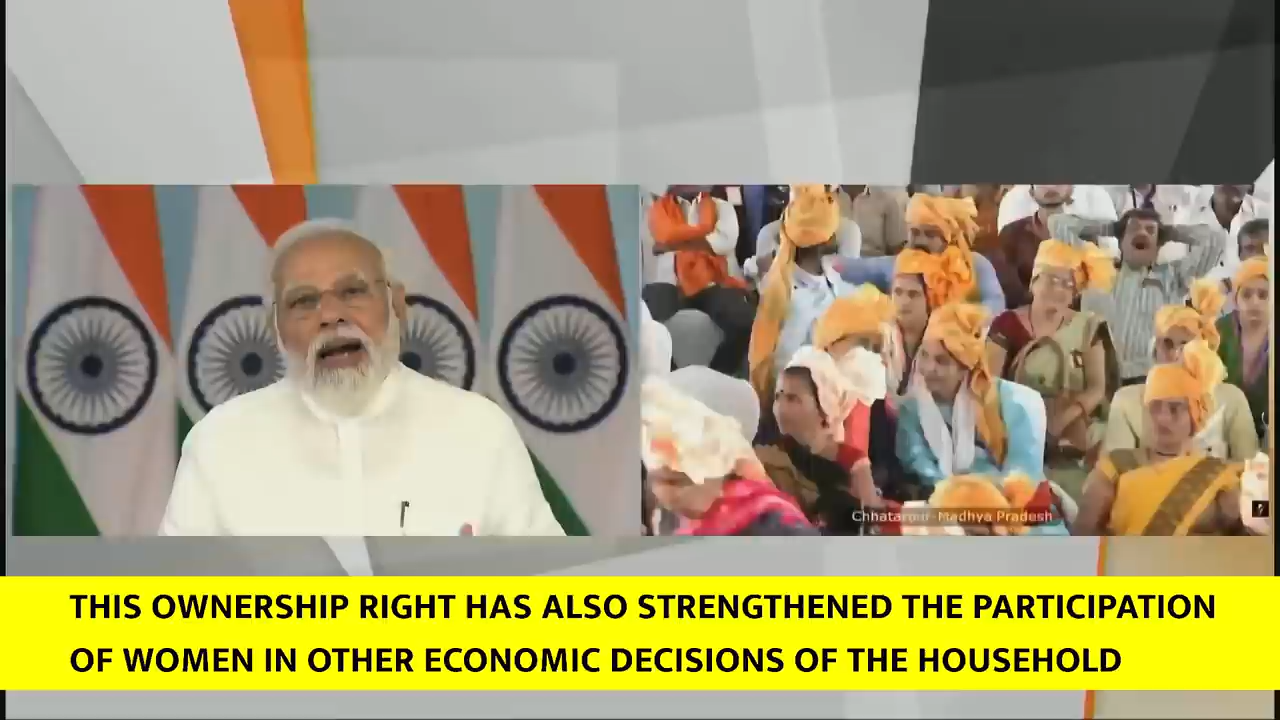 Chhatarpur-Madhya Pradesh
THIS OWNERSHIP RIGHT HAS ALSO STRENGTHENED THE PARTICIPATION
OF WOMEN IN OTHER ECONOMIC DECISIONS OF THE HOUSEHOLD